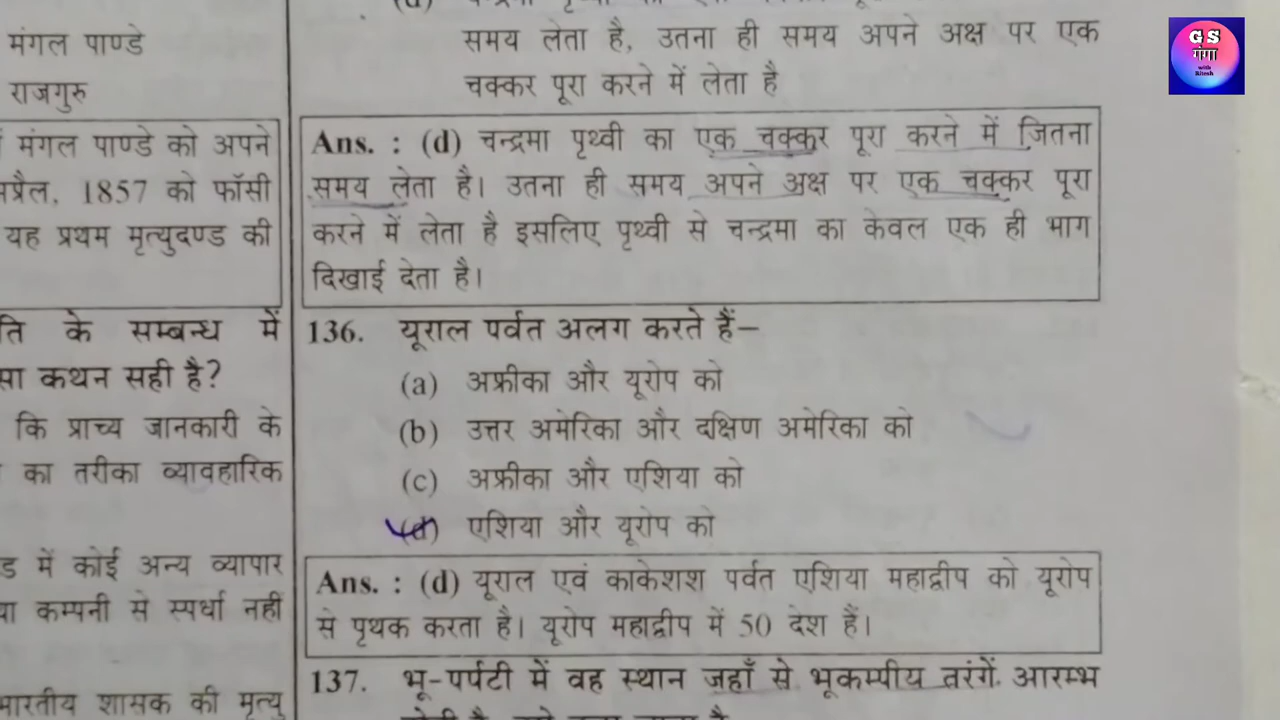 मंगल पाण्डे
राजगुरु
मंगल पाण्डे को अपने
1857 को फाँसी
यह प्रथम मृत्युदण्ड की
ति के सम्बन्ध में
सा कथन सही है?
कि प्राच्य जानकारी के
का तरीका व्यावहारिक
ड में कोई अन्य व्यापार
या कम्पनी से स्पर्धा नहीं
भारतीय शासक की मृत्यु
समय लेता है, उतना ही समय अपने अक्ष पर एक
चक्कर पूरा करने में लेता है
Ans. : (d) चन्द्रमा पृथ्वी का एक चक्कर पूरा करने में जितना
समय लेता है। उतना ही समय अपने अक्ष पर एक चक्कर पूरा
करने में लेता है इसलिए पृथ्वी से चन्द्रमा का केवल एक ही भाग
दिखाई देता है।
136. यूराल पर्वत अलग करते हैं–
(a) अफ्रीका और यूरोप को
(b) उत्तर अमेरिका और दक्षिण अमेरिका को
(c) अफ्रीका और एशिया को
(d) एशिया और यूरोप को
Ans. : (d) यूराल एवं काकेशश पर्वत एशिया महाद्वीप को यूरोप
से पृथक करता है। यूरोप महाद्वीप में 50 देश हैं।
137. भू-पर्पटी में वह स्थान जहाँ से भूकम्पीय तरंगें आरम्भ
GS
गंगा
with
Ritesh